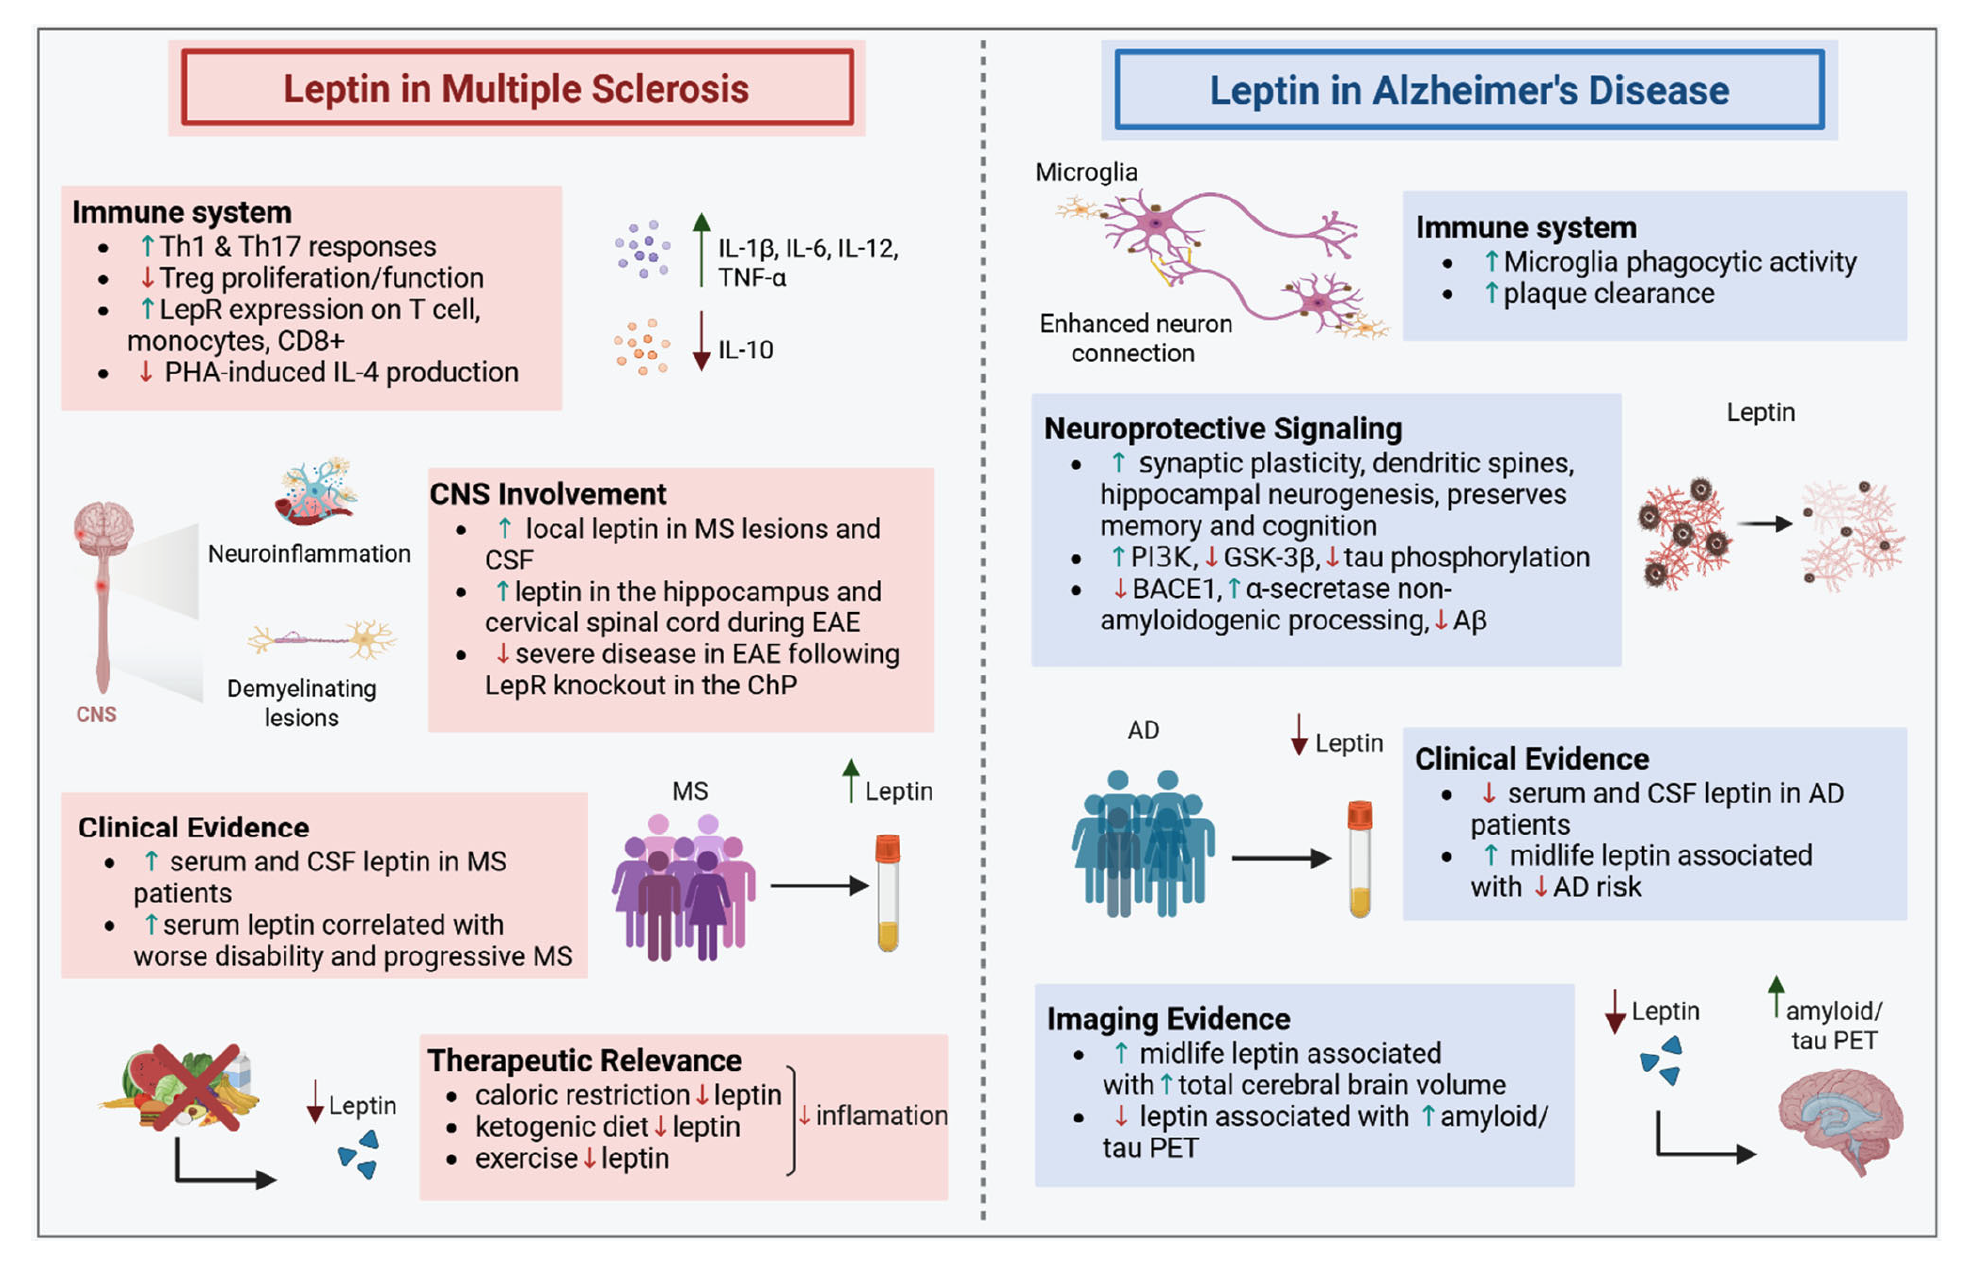 Leptin in Multiple Sclerosis
Immune system
• ↑Th1 & Th17 responses
• ↓Treg proliferation/function
• ↑LepR expression on T cell,
monocytes, CD8+
• ↓ PHA-induced IL-4 production
↑ IL-1β, IL-6, IL-12,
TNF-α
↓ IL-10
Neuroinflammation
Demyelinating
lesions
CNS
CNS Involvement
• ↑ local leptin in MS lesions and
CSF
• ↑leptin in the hippocampus and
cervical spinal cord during EAE
• ↓severe disease in EAE following
LepR knockout in the ChP
Clinical Evidence
• ↑ serum and CSF leptin in MS
patients
• ↑serum leptin correlated with
worse disability and progressive MS
MS
↑ Leptin
↓ Leptin
Therapeutic Relevance
• caloric restriction↓leptin
• ketogenic diet↓leptin
• exercise↓leptin
↓inflamation
Leptin in Alzheimer's Disease
Microglia
Enhanced neuron
connection
Immune system
• ↑Microglia phagocytic activity
• ↑plaque clearance
Neuroprotective Signaling
• ↑ synaptic plasticity, dendritic spines,
hippocampal neurogenesis, preserves
memory and cognition
• ↑PI3K,↓GSK-3β,↓tau phosphorylation
• ↓BACE1,↑α-secretase non-
amyloidogenic processing,↓Aβ
Leptin
AD
↓ Leptin
Clinical Evidence
• ↓ serum and CSF leptin in AD
patients
• ↑ midlife leptin associated
with ↓AD risk
Imaging Evidence
• ↑ midlife leptin associated
with↑total cerebral brain volume
• ↓ leptin associated with ↑amyloid/
tau PET
↓ Leptin
↑ amyloid/
tau PET